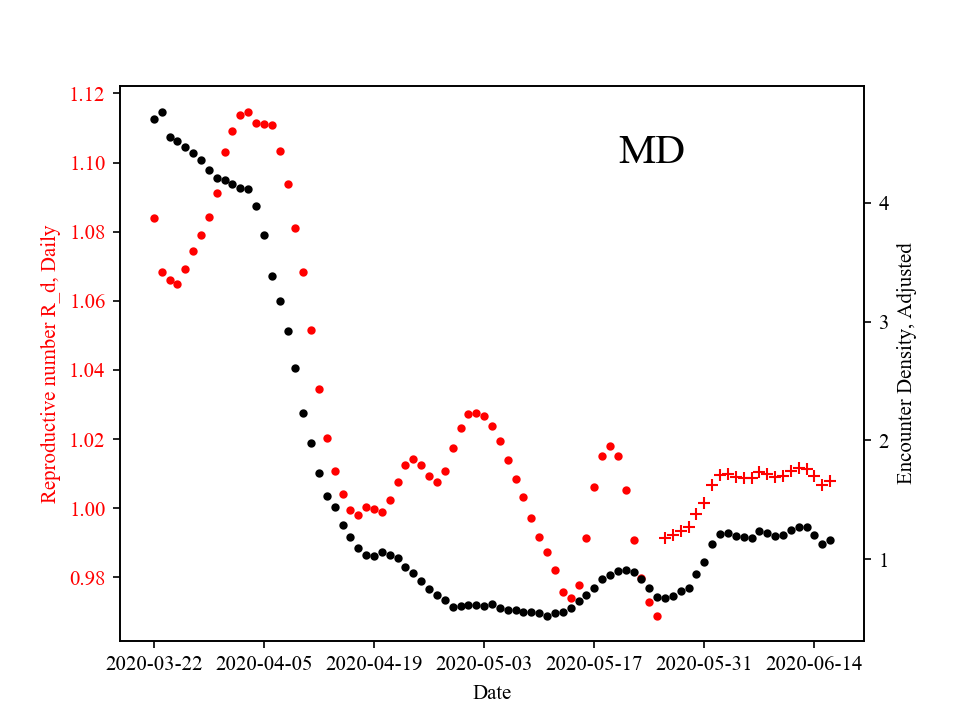 MD
1.12
1.10
1.08
1.06
1.04
1.02
1.00
0.98
Reproductive number R_d, Daily
4
3
2
1
Encounter Density, Adjusted
2020-03-22 2020-04-05 2020-04-19 2020-05-03 2020-05-17 2020-05-31 2020-06-14
Date